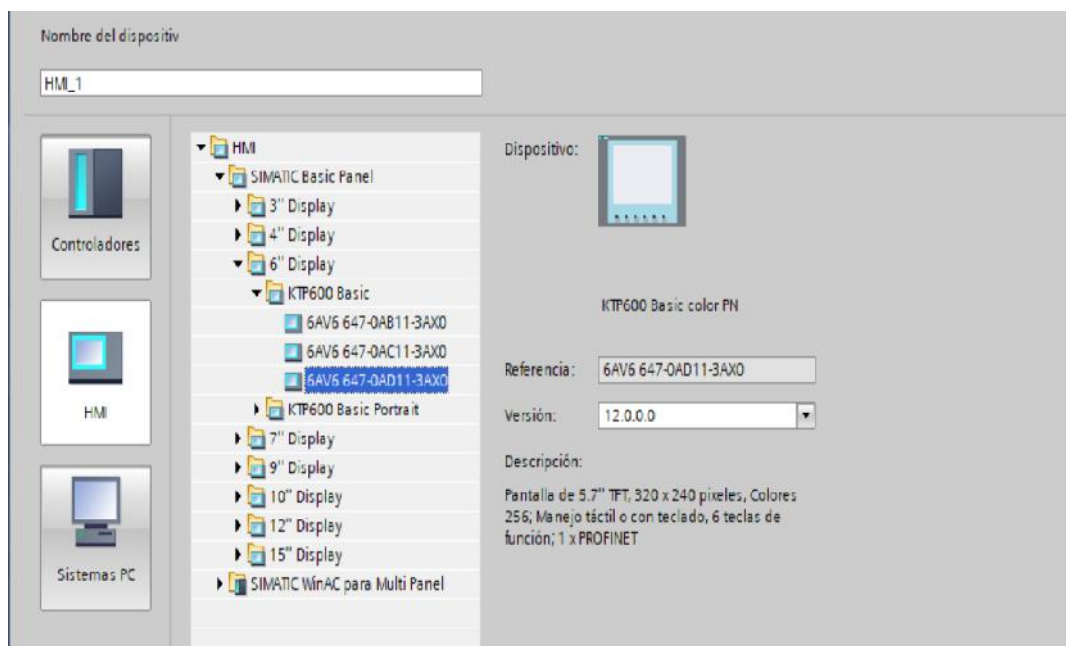 Nombre del dispositiv
HMI_1
Controladores
HMI
Sistemas PC
HMI
SIMATIC Basic Panel
3'' Display
4'' Display
6'' Display
KTP600 Basic
6AV6 647-0AB11-3AX0
6AV6 647-0AC11-3AX0
6AV6 647-0AD11-3AX0
KTP600 Basic Portrait
7'' Display
9'' Display
10'' Display
12'' Display
15'' Display
SIMATIC WinAC para Multi Panel
Dispositivo:
KTP600 Basic color PN
Referencia: 6AV6 647-0AD11-3AX0
Versión: 12.0.0.0
Descripción:
Pantalla de 5.7'' TFT, 320 x 240 pixeles, Colores
256; Manejo táctil o con teclado, 6 teclas de
función; 1 x PROFINET